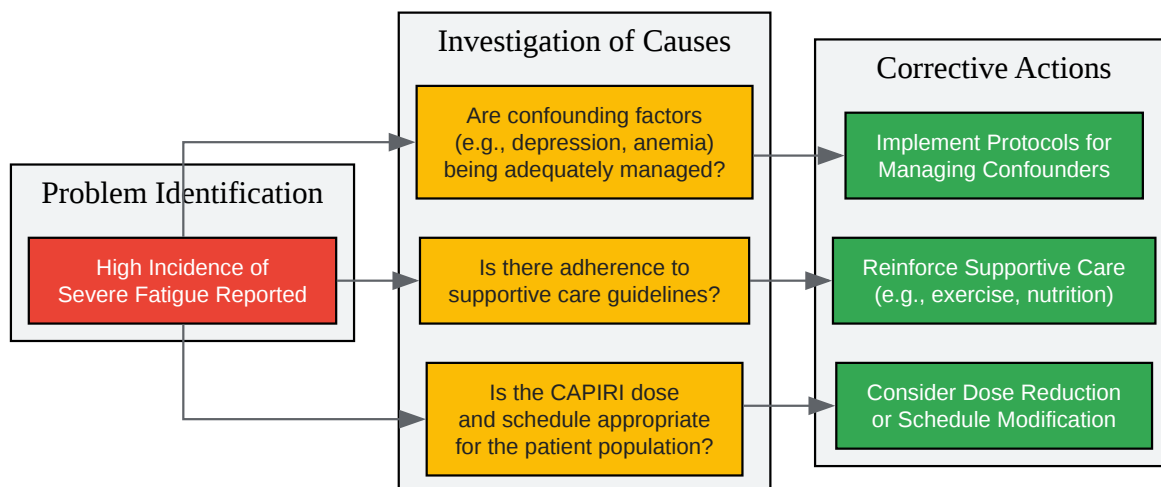 Problem Identification
High Incidence of
Severe Fatigue Reported
Investigation of Causes
Are confounding factors
(e.g., depression, anemia)
being adequately managed?
Is there adherence to
supportive care guidelines?
Is the CAPIRI dose
and schedule appropriate
for the patient population?
Corrective Actions
Implement Protocols for
Managing Confounders
Reinforce Supportive Care
(e.g., exercise, nutrition)
Consider Dose Reduction
or Schedule Modification